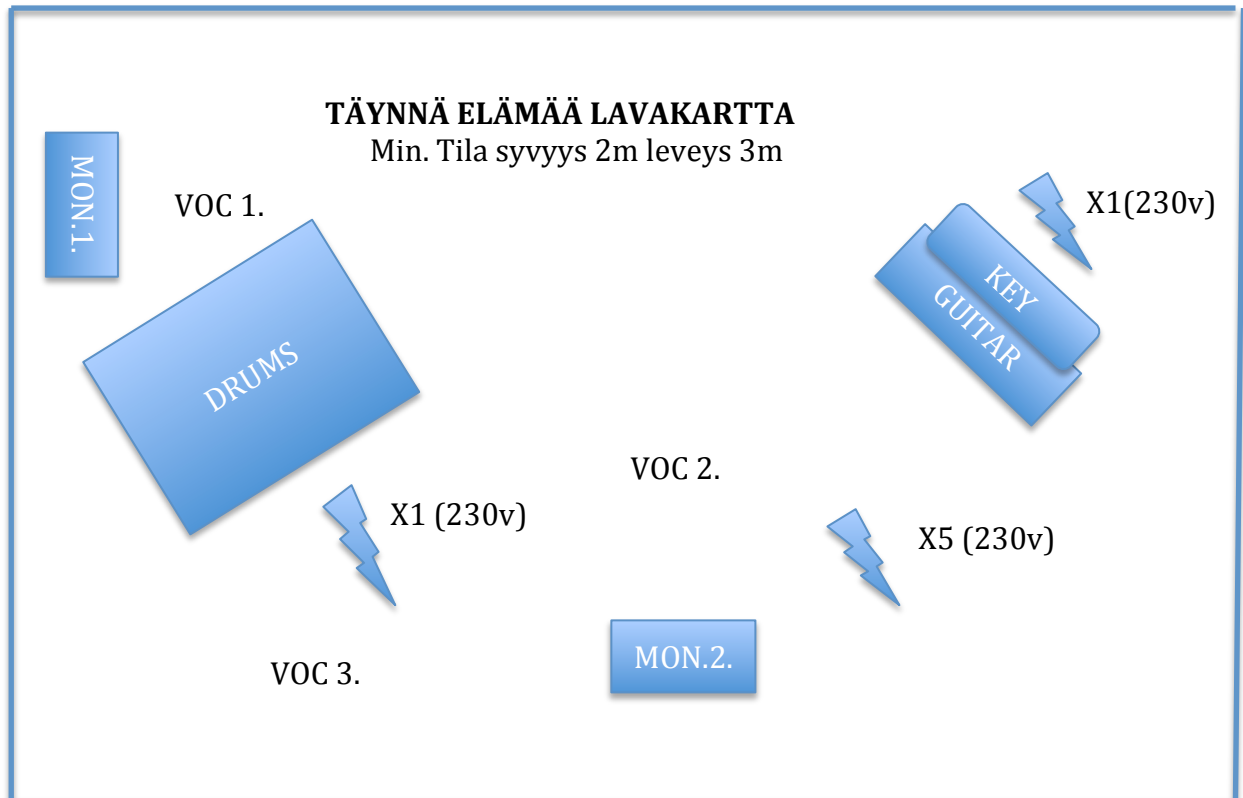 TÄYNNÄ ELÄMÄÄ LAVAKARTTA
Min. Tila syvyys 2m leveys 3m
MON.1.
VOC 1.
X1(230v)
KEY
GUITAR
DRUMS
VOC 2.
X1 (230v)
X5 (230v)
MON.2.
VOC 3.